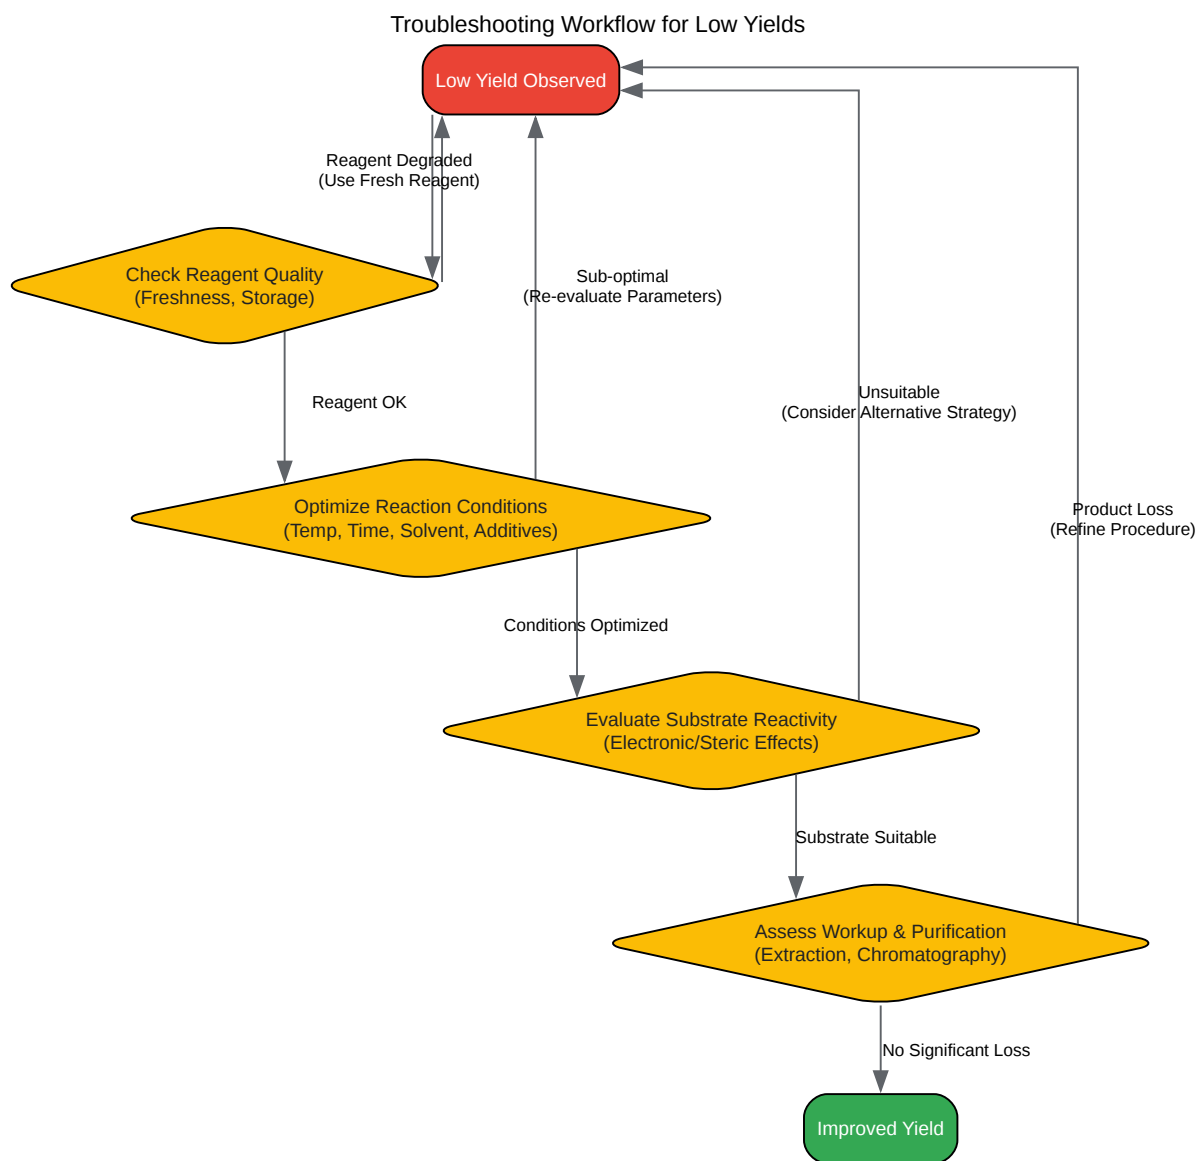 Troubleshooting Workflow for Low Yields
Low Yield Observed
Reagent Degraded
(Use Fresh Reagent)
Check Reagent Quality
(Freshness, Storage)
Sub-optimal
(Re-evaluate Parameters)
Reagent OK
Unsuitable
(Consider Alternative Strategy)
Optimize Reaction Conditions
(Temp, Time, Solvent, Additives)
Product Loss
(Refine Procedure)
Conditions Optimized
Evaluate Substrate Reactivity
(Electronic/Steric Effects)
Substrate Suitable
Assess Workup & Purification
(Extraction, Chromatography)
No Significant Loss
Improved Yield